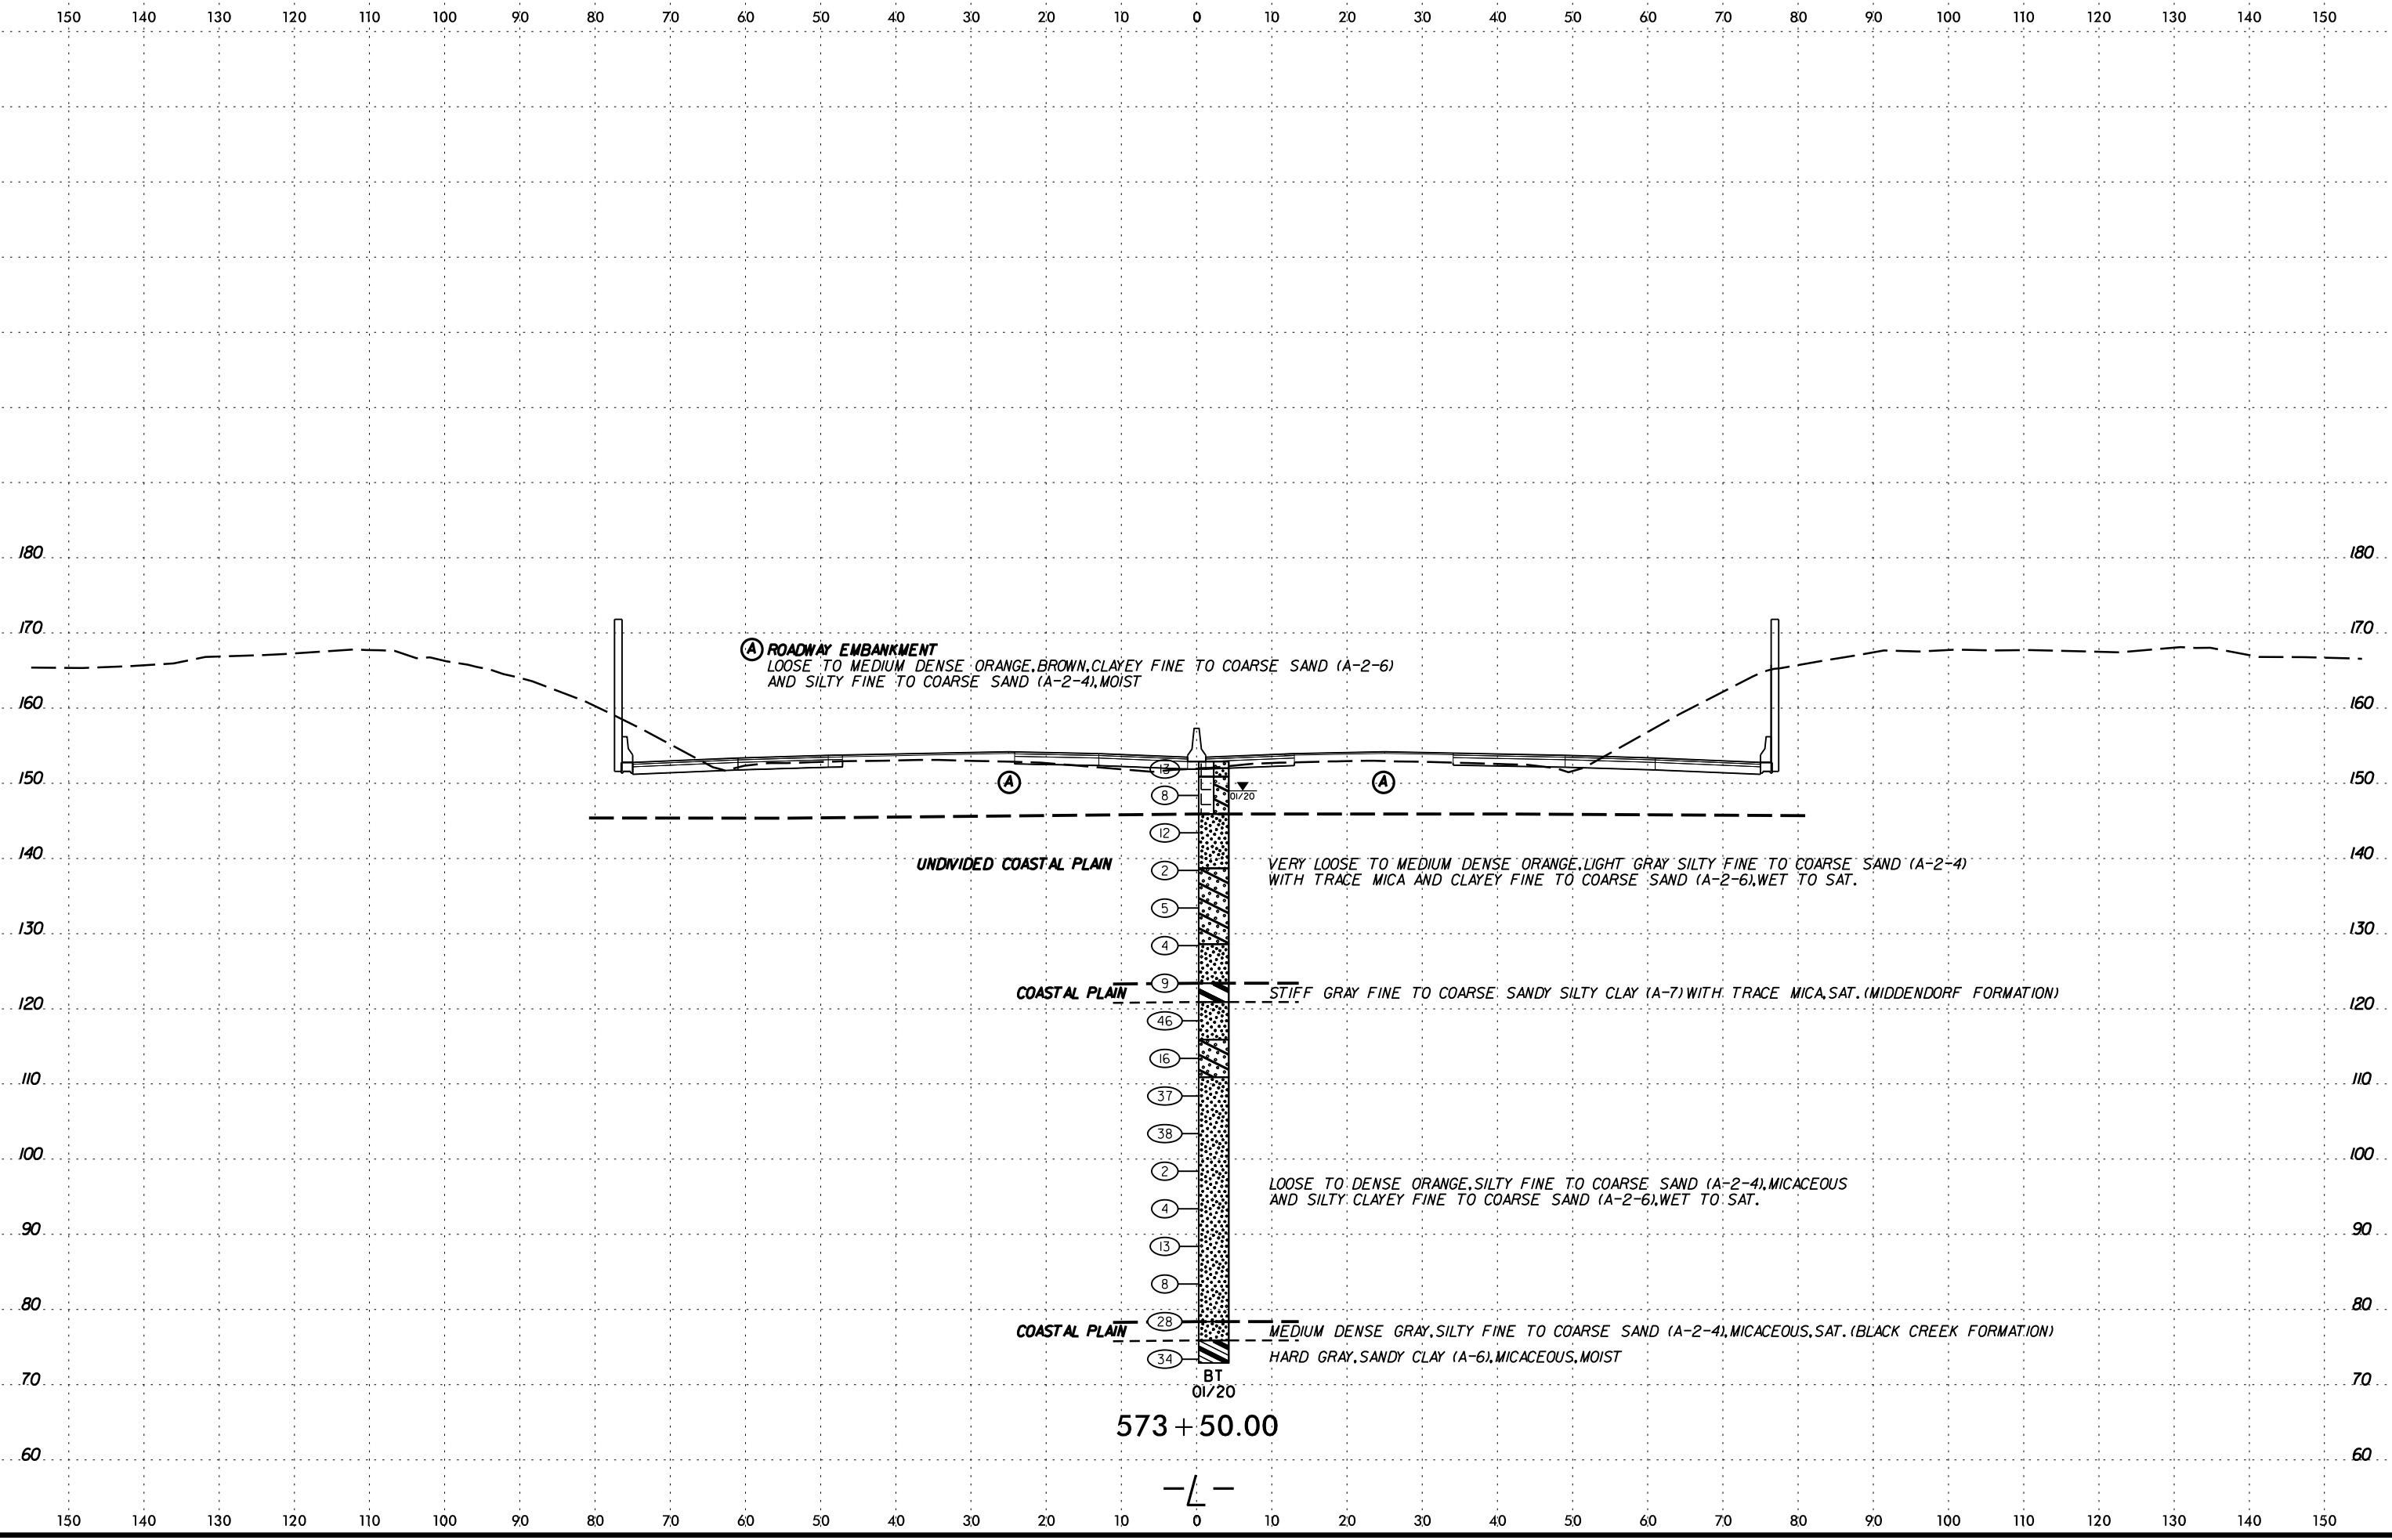 150 140 130 120 110 100 90 80 70 60 50 40 30 20 10 0 10 20 30 40 50 60 70 80 90 100 110 120 130 140 150
180 180
170 170
Ⓐ ROADWAY EMBANKMENT
LOOSE TO MEDIUM DENSE ORANGE,BROWN,CLAYEY FINE TO COARSE SAND (A-2-6)
AND SILTY FINE TO COARSE SAND (A-2-4),MOIST
160 160
13
150 Ⓐ Ⓐ 150
8 01/20
12
140 140
UNDIVIDED COASTAL PLAIN VERY LOOSE TO MEDIUM DENSE ORANGE,LIGHT GRAY SILTY FINE TO COARSE SAND (A-2-4)
2 WITH TRACE MICA AND CLAYEY FINE TO COARSE SAND (A-2-6),WET TO SAT.
5
130 130
4
9
COASTAL PLAIN STIFF GRAY FINE TO COARSE SANDY SILTY CLAY (A-7) WITH TRACE MICA,SAT.(MIDDENDORF FORMATION)
120 120
46
16
110 110
37
38
100 100
2
LOOSE TO DENSE ORANGE,SILTY FINE TO COARSE SAND (A-2-4),MICACEOUS
AND SILTY CLAYEY FINE TO COARSE SAND (A-2-6),WET TO SAT.
4
90 90
13
8
80 80
28
COASTAL PLAIN MEDIUM DENSE GRAY,SILTY FINE TO COARSE SAND (A-2-4),MICACEOUS,SAT.(BLACK CREEK FORMATION)
34 HARD GRAY,SANDY CLAY (A-6),MICACEOUS,MOIST
BT
70 70
01/20
573+50.00
60 60
-L-
150 140 130 120 110 100 90 80 70 60 50 40 30 20 10 0 10 20 30 40 50 60 70 80 90 100 110 120 130 140 150